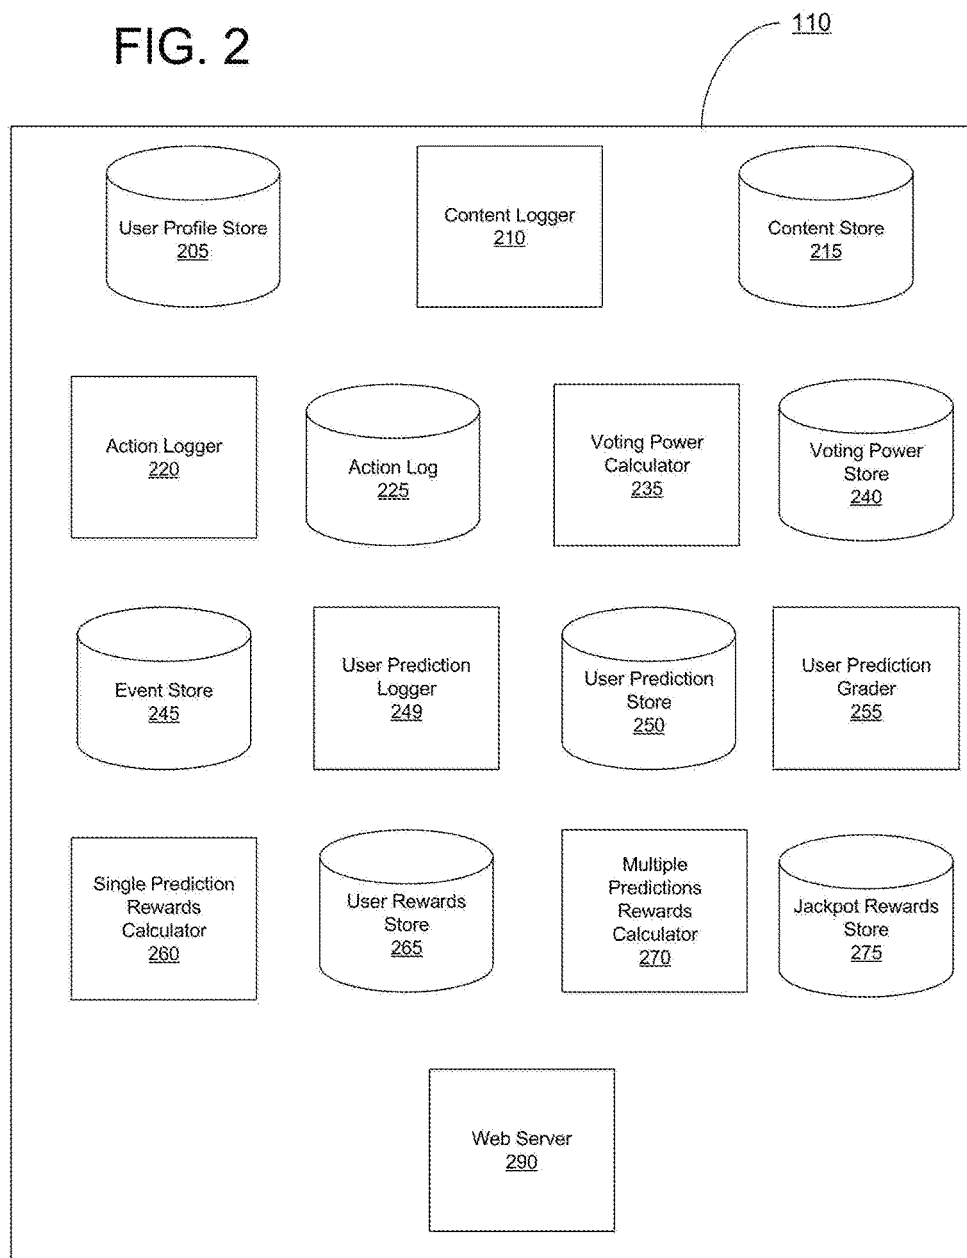 FIG. 2
110
User Profile Store
205
Content Logger
210
Content Store
215
Action Logger
220
Action Log
225
Voting Power
Calculator
235
Voting Power
Store
240
Event Store
245
User Prediction
Logger
249
User Prediction
Store
250
User Prediction
Grader
255
Single Prediction
Rewards
Calculator
260
User Rewards
Store
265
Multiple
Predictions
Rewards
Calculator
270
Jackpot Rewards
Store
275
Web Server
290